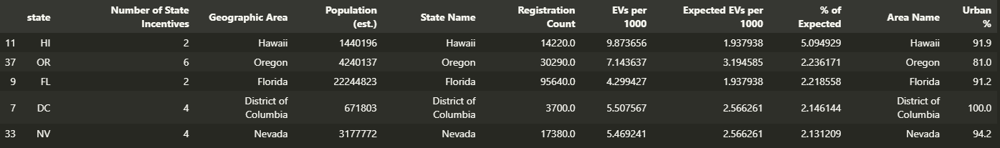 state Number of State Incentives Geographic Area Population (est.) State Name Registration Count EVs per 1000 Expected EVs per 1000 % of Expected Area Name Urban %
11 HI 2 Hawaii 1440196 Hawaii 14220.0 9.873656 1.937938 5.094929 Hawaii 91.9
37 OR 6 Oregon 4240137 Oregon 30290.0 7.143637 3.194585 2.236171 Oregon 81.0
9 FL 2 Florida 22244823 Florida 95640.0 4.299427 1.937938 2.218558 Florida 91.2
7 DC 4 District of Columbia 671803 District of Columbia 3700.0 5.507567 2.566261 2.146144 District of Columbia 100.0
33 NV 4 Nevada 3177772 Nevada 17380.0 5.469241 2.566261 2.131209 Nevada 94.2